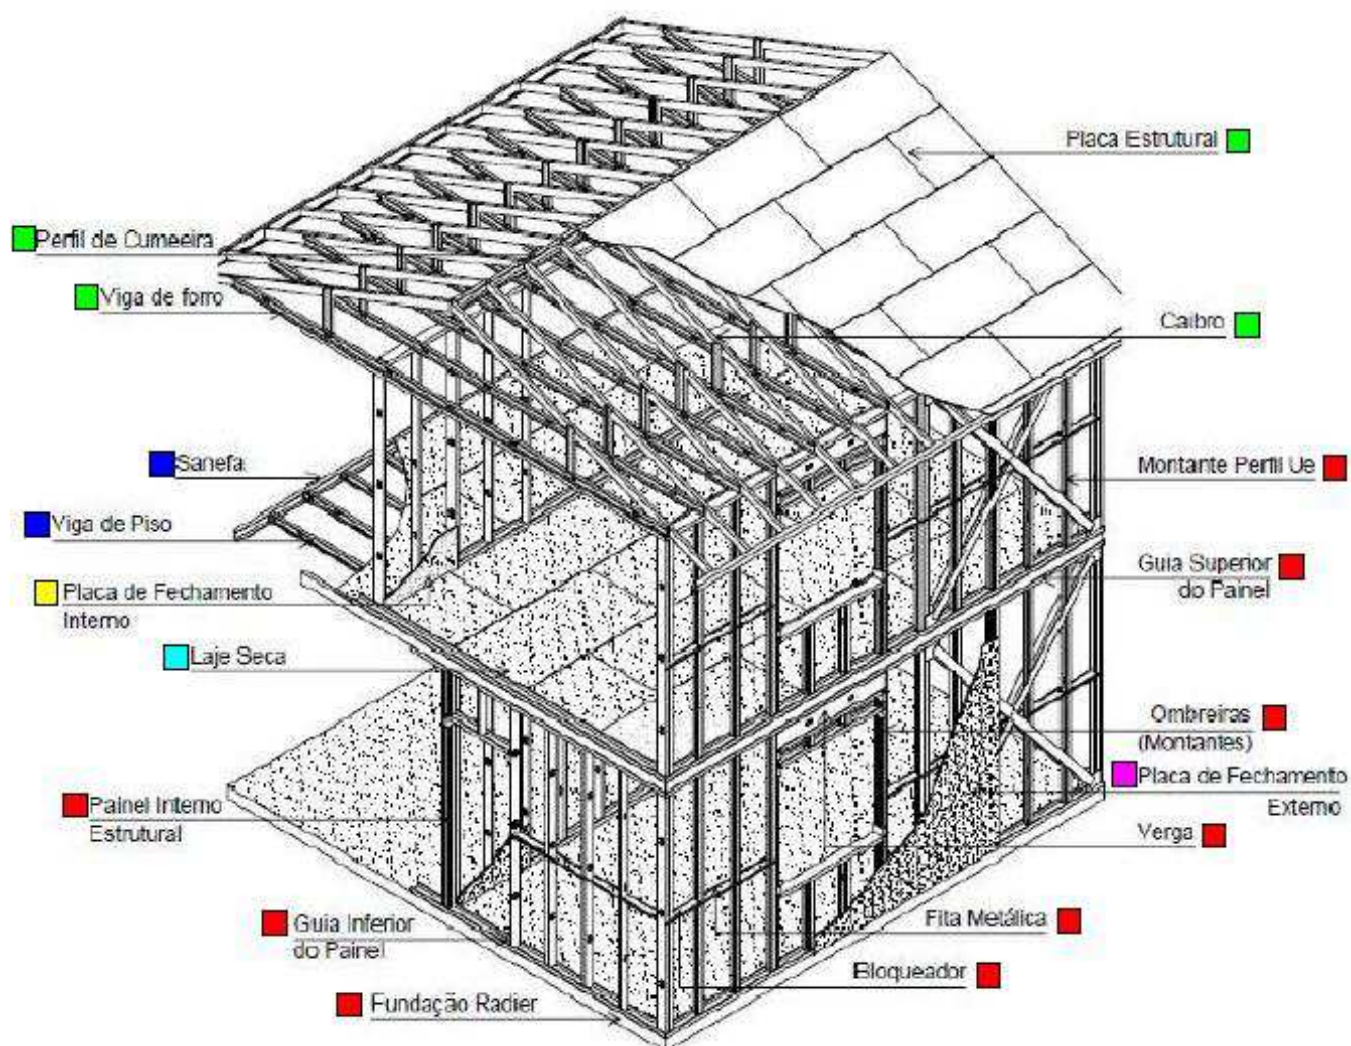 Placa Estrutural
Perfil de Cumeeira
Viga de forro
Caibro
Sanefa
Montante Perfil Ue
Viga de Piso
Guia Superior
do Painel
Placa de Fechamento
Interno
Laje Seca
Ombreiras
(Montantes)
Placa de Fechamento
Externo
Painel Interno
Estrutural
Verga
Guia Inferior
do Painel
Fita Metálica
Bloqueador
Fundação Radier